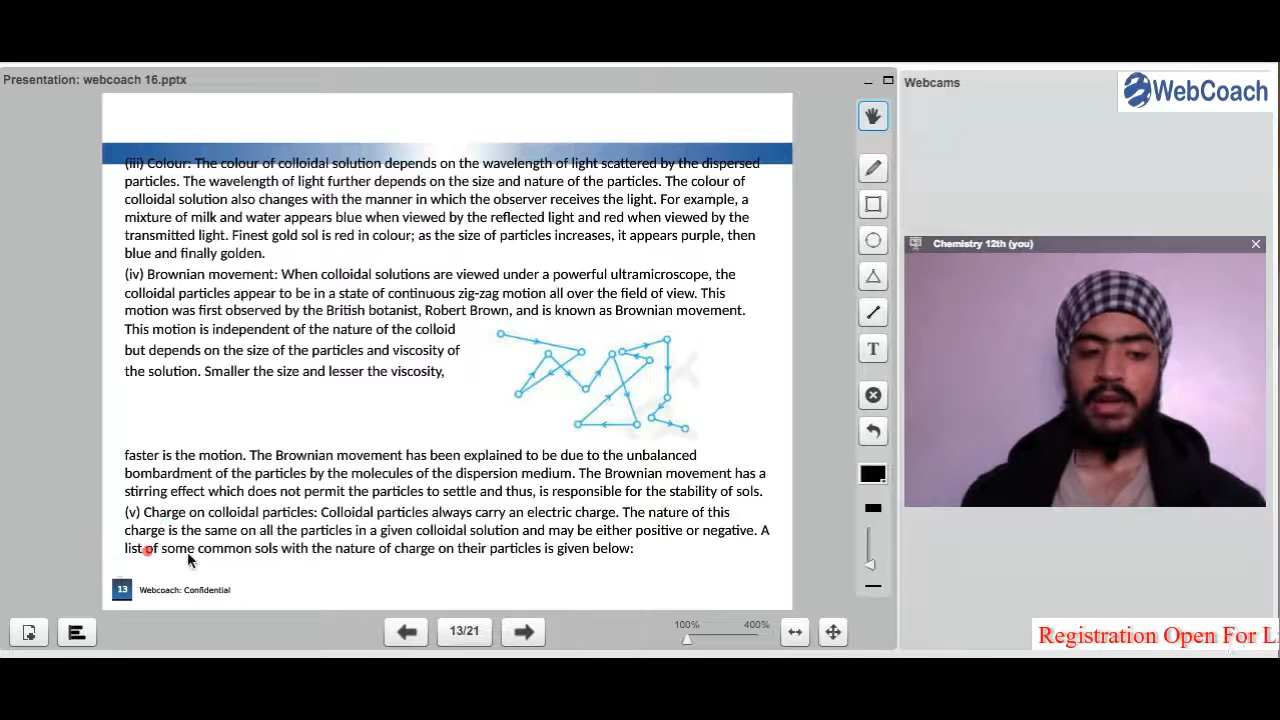 Presentation: webcoach 16.pptx
Webcams
WebCoach
(iii) Colour: The colour of colloidal solution depends on the wavelength of light scattered by the dispersed
particles. The wavelength of light further depends on the size and nature of the particles. The colour of
colloidal solution also changes with the manner in which the observer receives the light. For example, a
mixture of milk and water appears blue when viewed by the reflected light and red when viewed by the
transmitted light. Finest gold sol is red in colour; as the size of particles increases, it appears purple, then
blue and finally golden.
(iv) Brownian movement: When colloidal solutions are viewed under a powerful ultramicroscope, the
colloidal particles appear to be in a state of continuous zig-zag motion all over the field of view. This
motion was first observed by the British botanist, Robert Brown, and is known as Brownian movement.
This motion is independent of the nature of the colloid
but depends on the size of the particles and viscosity of
the solution. Smaller the size and lesser the viscosity,
faster is the motion. The Brownian movement has been explained to be due to the unbalanced
bombardment of the particles by the molecules of the dispersion medium. The Brownian movement has a
stirring effect which does not permit the particles to settle and thus, is responsible for the stability of sols.
(v) Charge on colloidal particles: Colloidal particles always carry an electric charge. The nature of this
charge is the same on all the particles in a given colloidal solution and may be either positive or negative. A
list of some common sols with the nature of charge on their particles is given below:
13 Webcoach: Confidential
Chemistry 12th (you)
T
13/21
100% 400%
Registration Open For